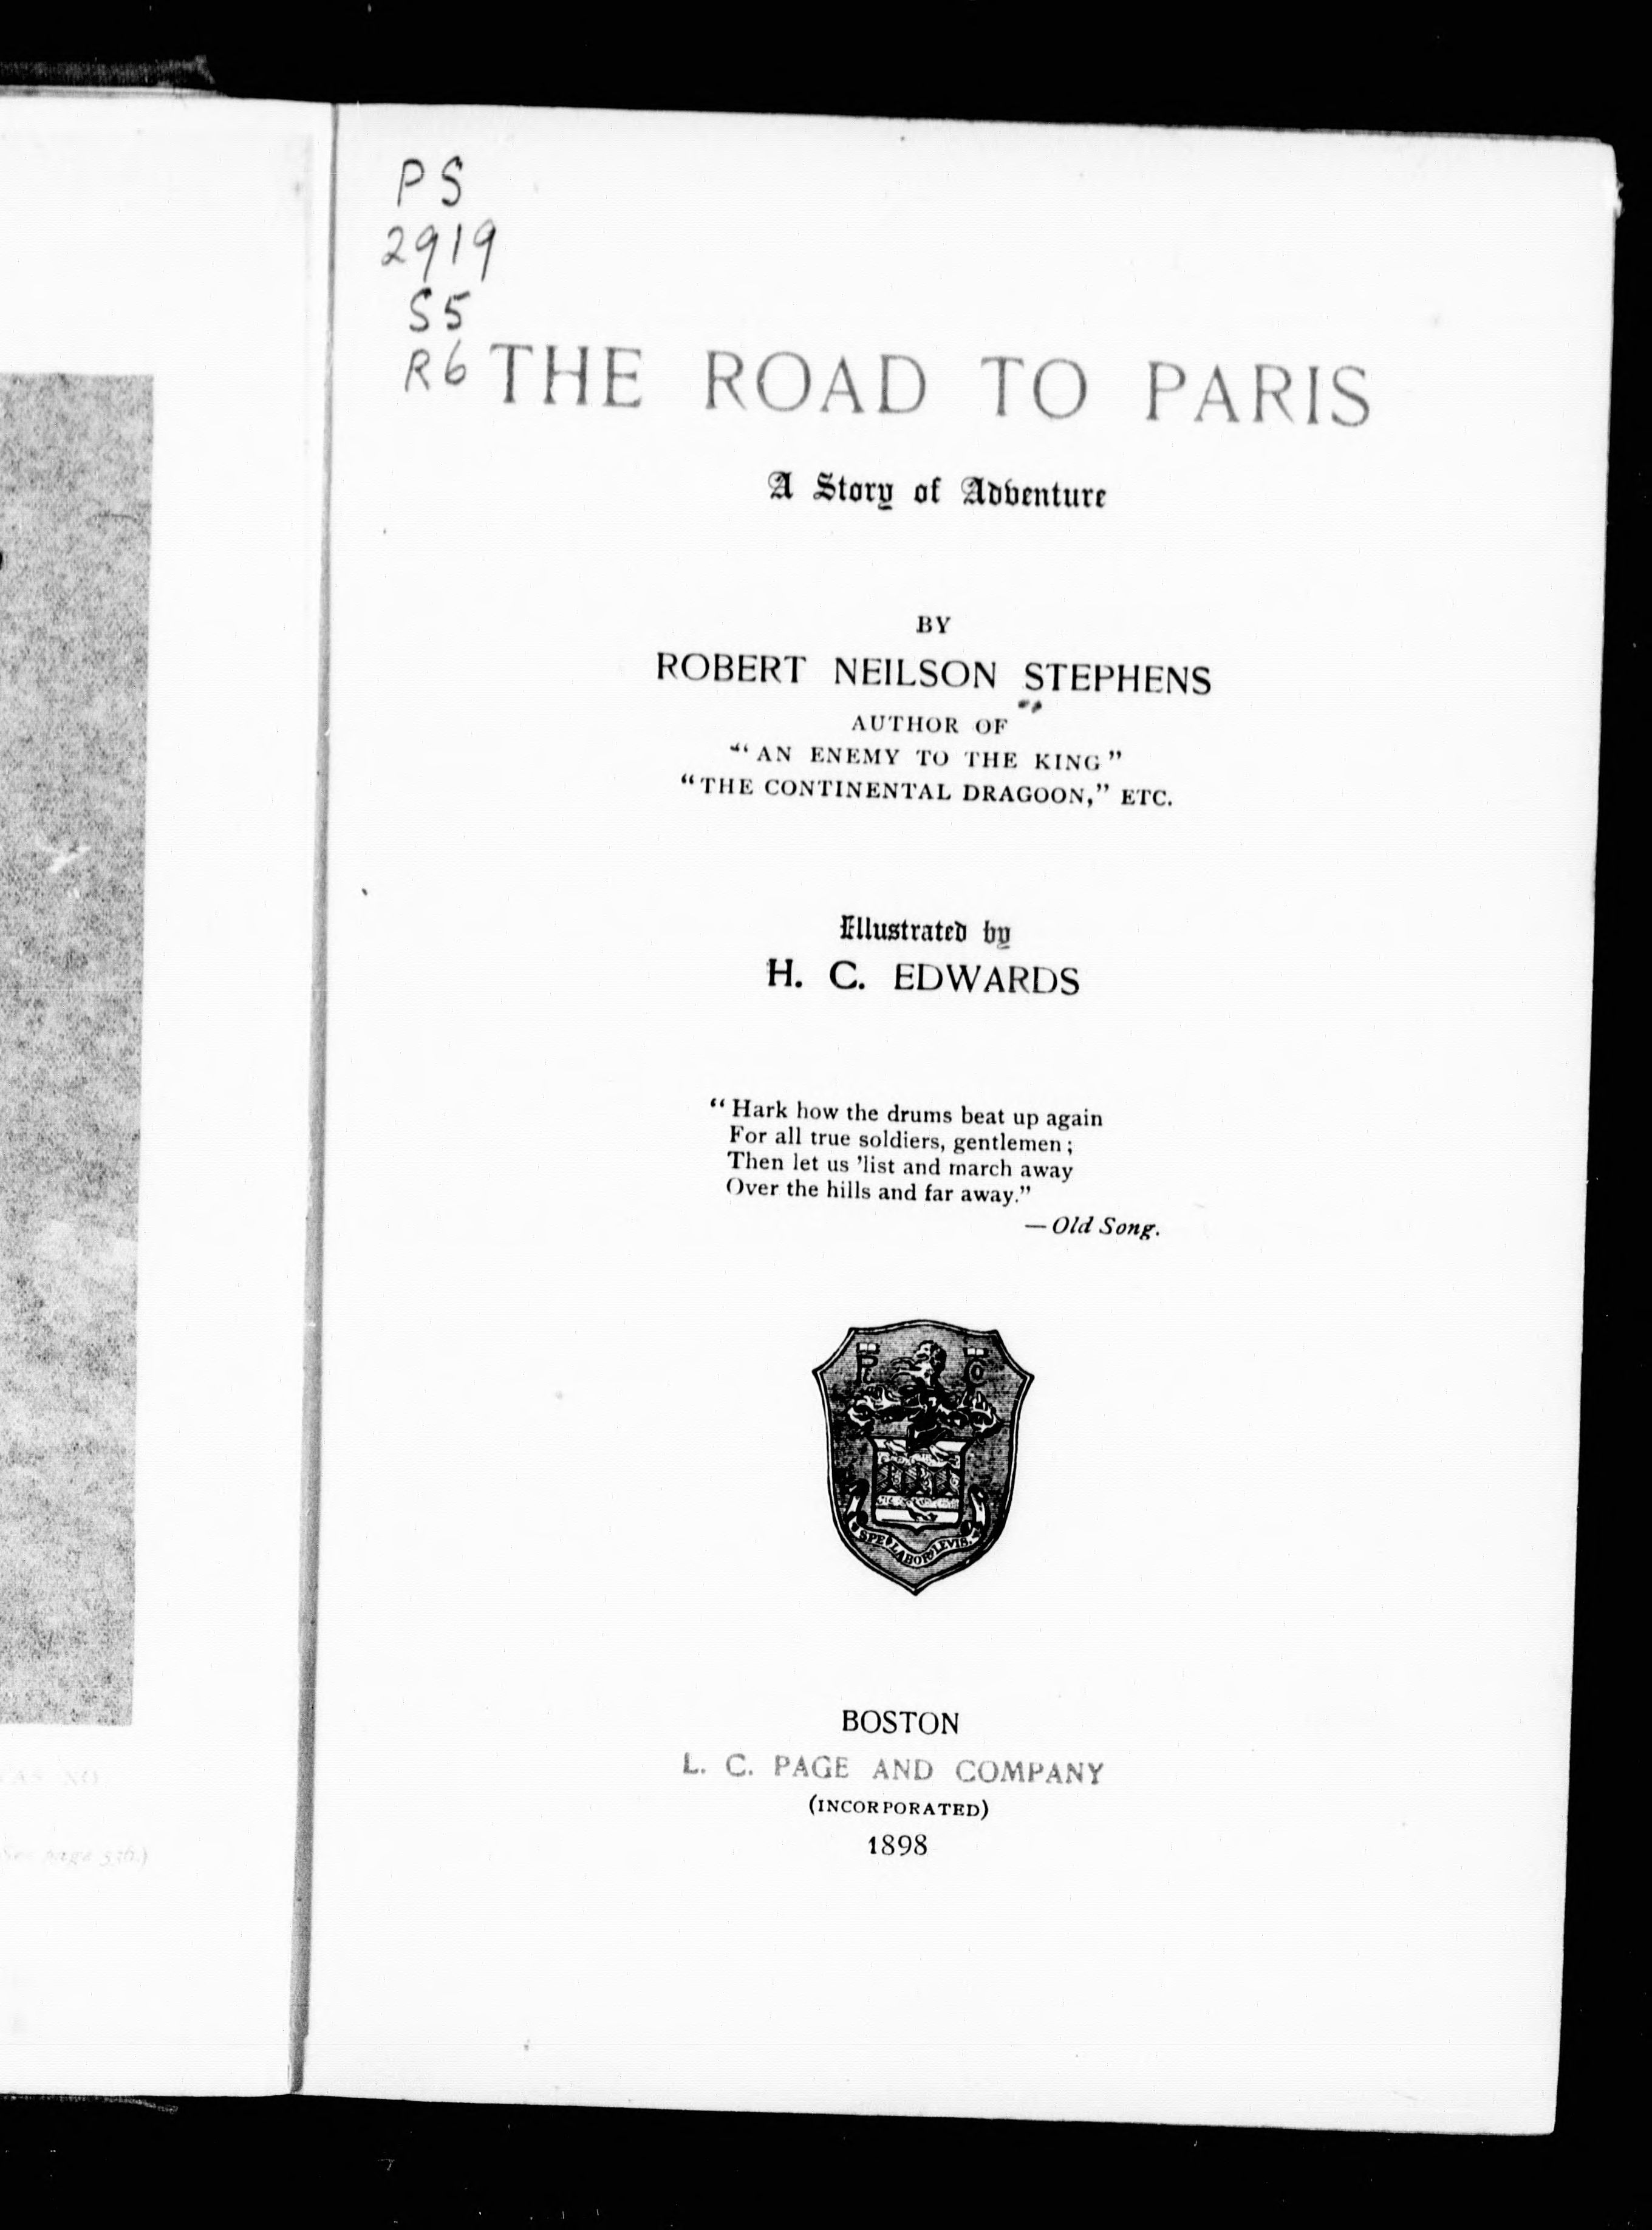 PS
2919
S5
R6
THE ROAD TO PARIS
A Story of Adventure
BY
ROBERT NEILSON STEPHENS
AUTHOR OF
"AN ENEMY TO THE KING"
"THE CONTINENTAL DRAGOON," ETC.
Illustrated by
H. C. EDWARDS
"Hark how the drums beat up again
For all true soldiers, gentlemen;
Then let us 'list and march away
Over the hills and far away."
— Old Song.
SPE LABOR LEVIS.
BOSTON
L. C. PAGE AND COMPANY
(INCORPORATED)
1898